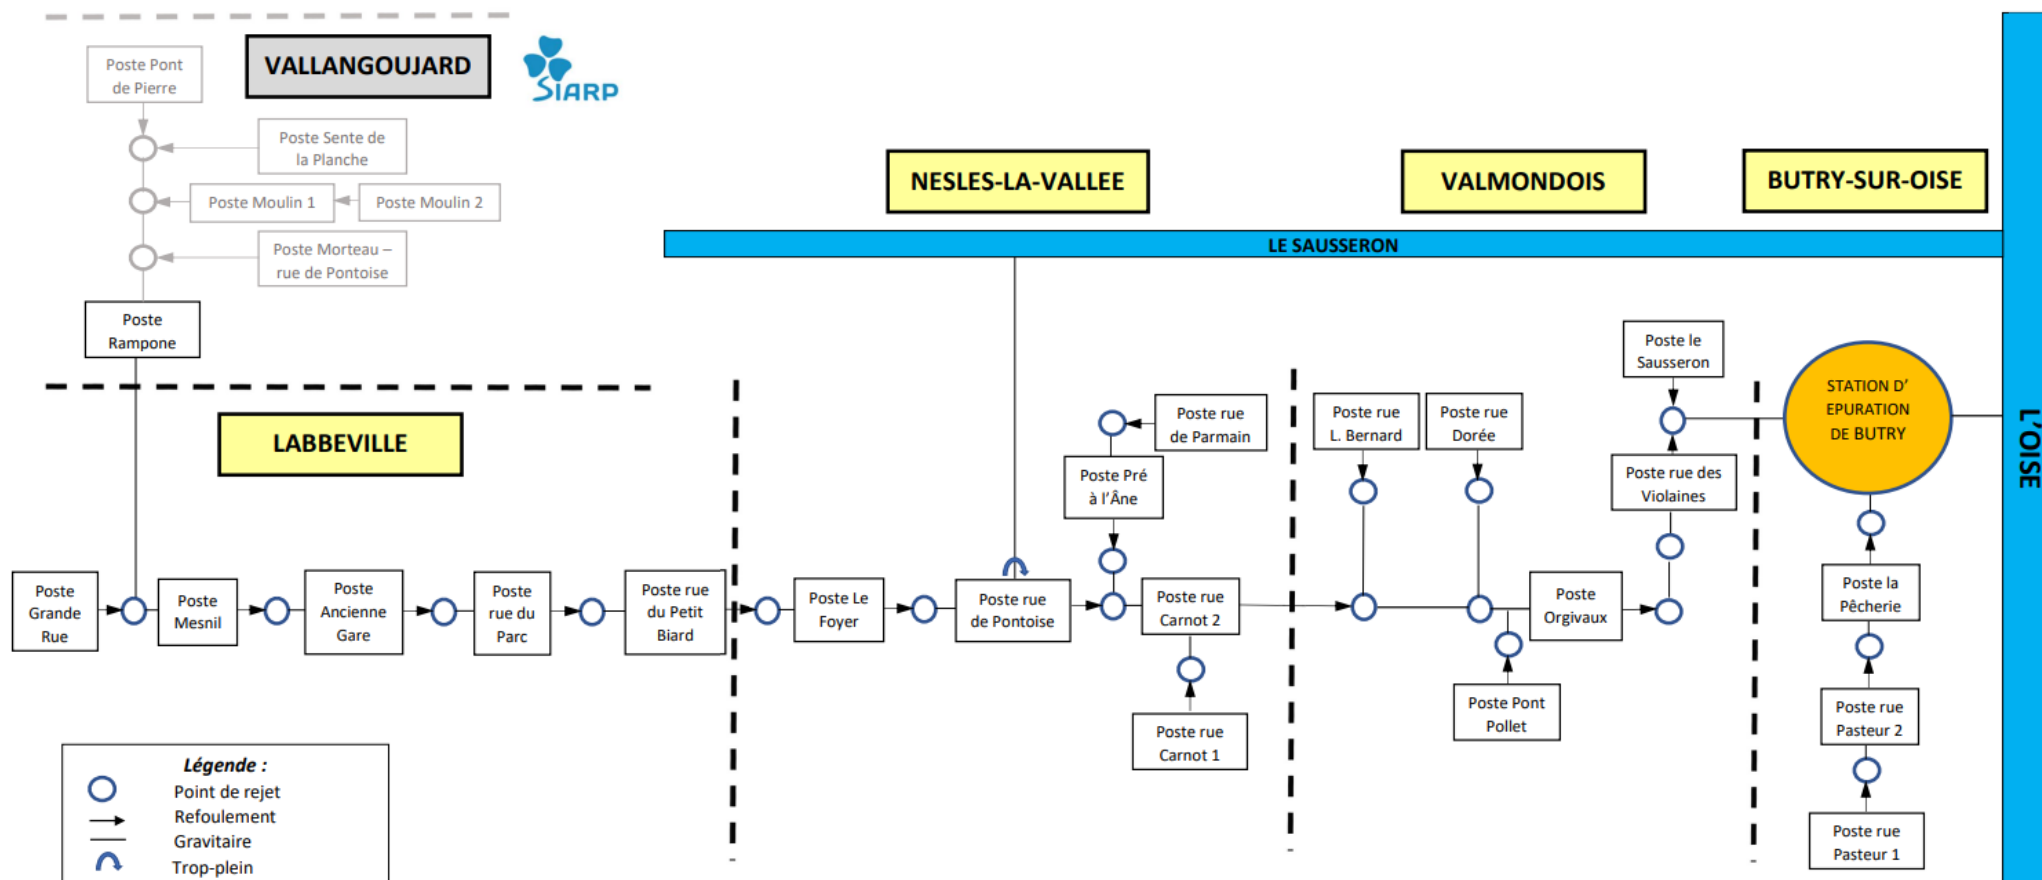 Poste Pont
de Pierre
VALLANGOUJARD
SIARP
Poste Sente de
la Planche
Poste Moulin 1
Poste Moulin 2
Poste Morteau –
rue de Pontoise
Poste
Rampone
NESLES-LA-VALLEE
VALMONDOIS
BUTRY-SUR-OISE
LE SAUSSERON
L'OISE
LABBEVILLE
Poste
Grande
Rue
Poste
Mesnil
Poste
Ancienne
Gare
Poste
rue du
Parc
Poste rue
du Petit
Biard
Poste Le
Foyer
Poste rue
de Pontoise
Poste rue
de Parmain
Poste Pré
à l'Âne
Poste rue
Carnot 2
Poste rue
Carnot 1
Poste rue
L. Bernard
Poste rue
Dorée
Poste Pont
Pollet
Poste
Orgivaux
Poste le
Sausseron
Poste rue des
Violaines
STATION D'
EPURATION
DE BUTRY
Poste la
Pêcherie
Poste rue
Pasteur 2
Poste rue
Pasteur 1
Légende :
Point de rejet
Refoulement
Gravitaire
Trop-plein